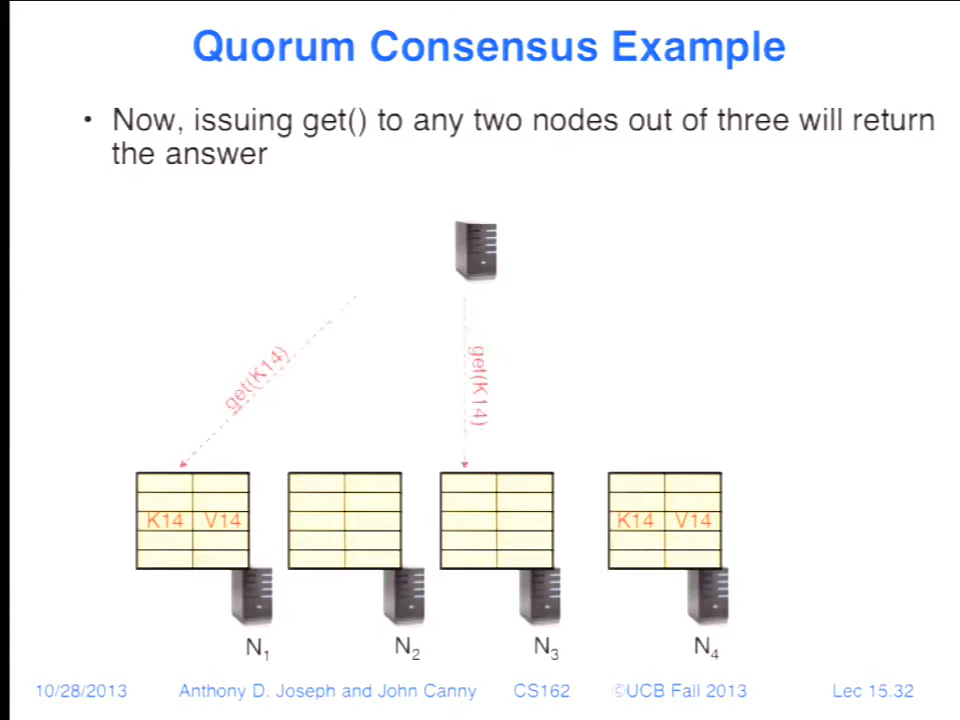 Quorum Consensus Example
• Now, issuing get() to any two nodes out of three will return
the answer
get(K14)
get(K14)
K14 V14
K14 V14
N1
N2
N3
N4
10/28/2013 Anthony D. Joseph and John Canny CS162 ©UCB Fall 2013 Lec 15.32